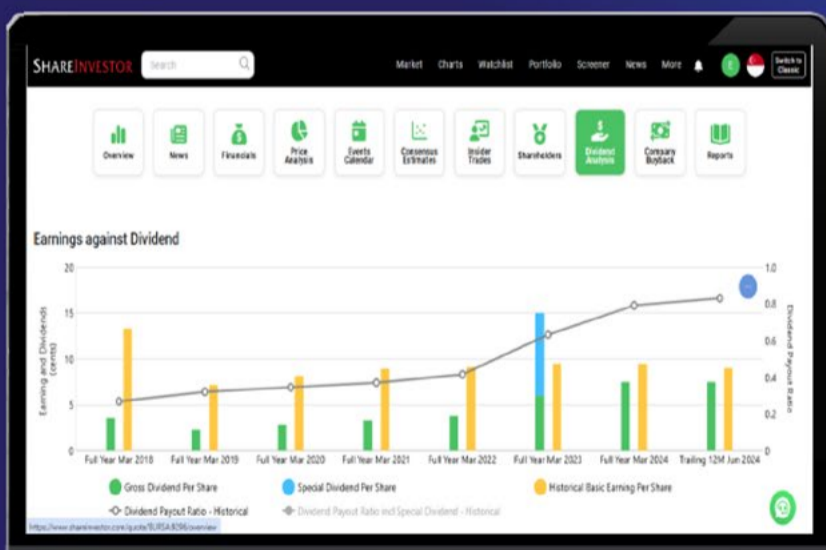 SHAREINVESTOR
Search
Market Charts Watchlist Portfolio Screener News More
Switch to
Classic
Overview
News
Financials
Price
Analysis
Events
Calendar
Consensus
Estimates
Insider
Trades
Shareholders
$
Dividend
Analysis
Company
Buyback
Reports
Earnings against Dividend
20
15
10
5
0
Earning and Dividends
(cents)
1.0
0.8
0.6
0.4
0.2
0
Dividend Payout Ratio
Full Year Mar 2018 Full Year Mar 2019 Full Year Mar 2020 Full Year Mar 2021 Full Year Mar 2022 Full Year Mar 2023 Full Year Mar 2024 Trailing 12M Jun 2024
Gross Dividend Per Share Special Dividend Per Share Historical Basic Earning Per Share
Dividend Payout Ratio - Historical Dividend Payout Ratio incl Special Dividend - Historical